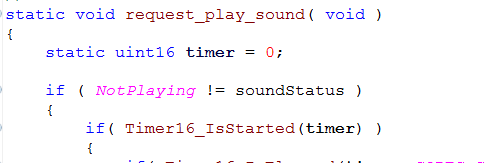 static void request_play_sound( void )
{
static uint16 timer = 0;
if ( NotPlaying != soundStatus )
{
if( Timer16_IsStarted(timer) )
{